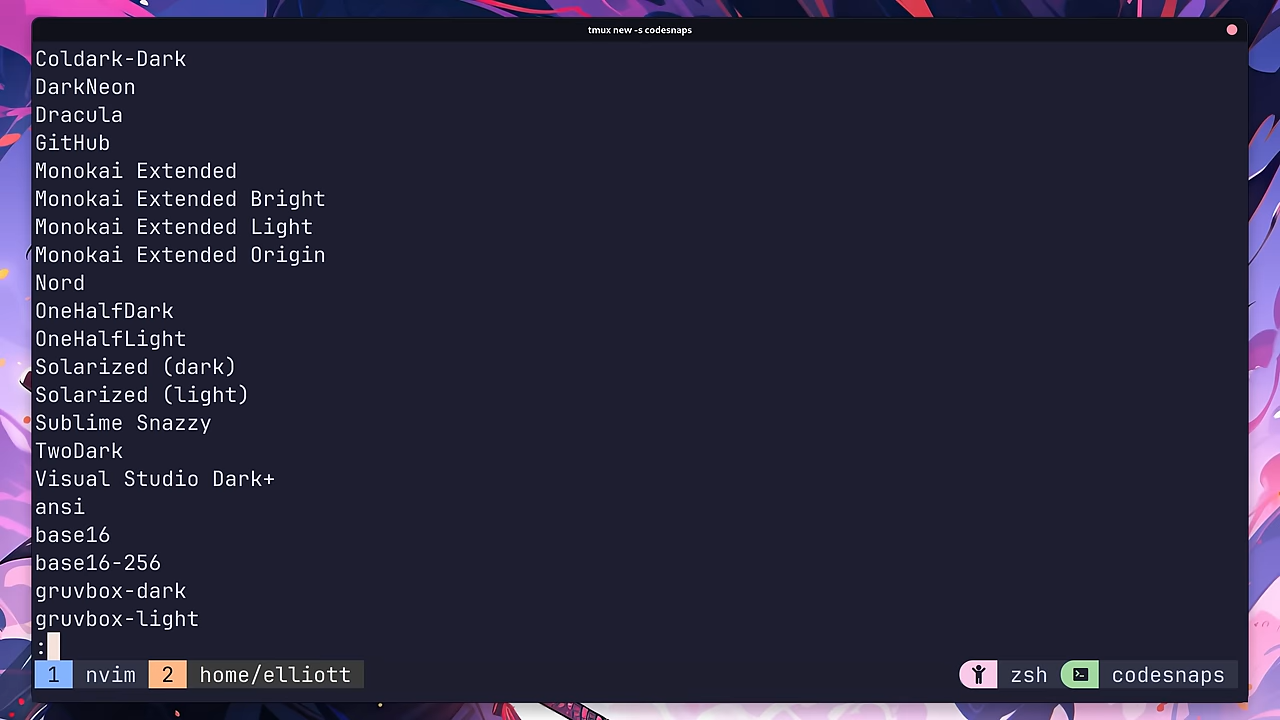 tmux new -s codesnaps
Coldark-Dark
DarkNeon
Dracula
GitHub
Monokai Extended
Monokai Extended Bright
Monokai Extended Light
Monokai Extended Origin
Nord
OneHalfDark
OneHalfLight
Solarized (dark)
Solarized (light)
Sublime Snazzy
TwoDark
Visual Studio Dark+
ansi
base16
base16-256
gruvbox-dark
gruvbox-light
:
1 nvim 2 home/elliott zsh codesnaps